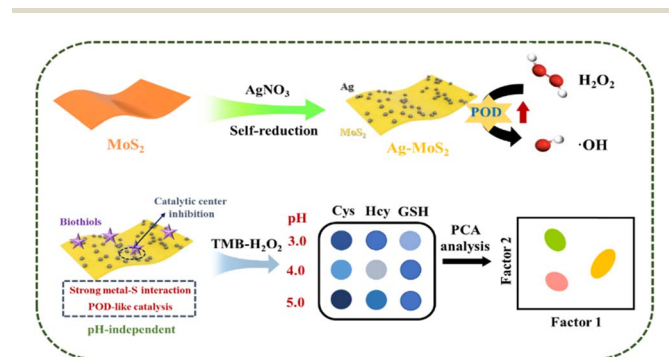 AgNO₃
Self-reduction
MoS₂
Ag
MoS₂
Ag-MoS₂
POD
H₂O₂
·OH
Biothiols
Catalytic center
inhibition
Strong metal-S interaction
POD-like catalysis
pH-independent
TMB-H₂O₂
pH
3.0
4.0
5.0
Cys Hcy GSH
PCA
analysis
Factor 2
Factor 1